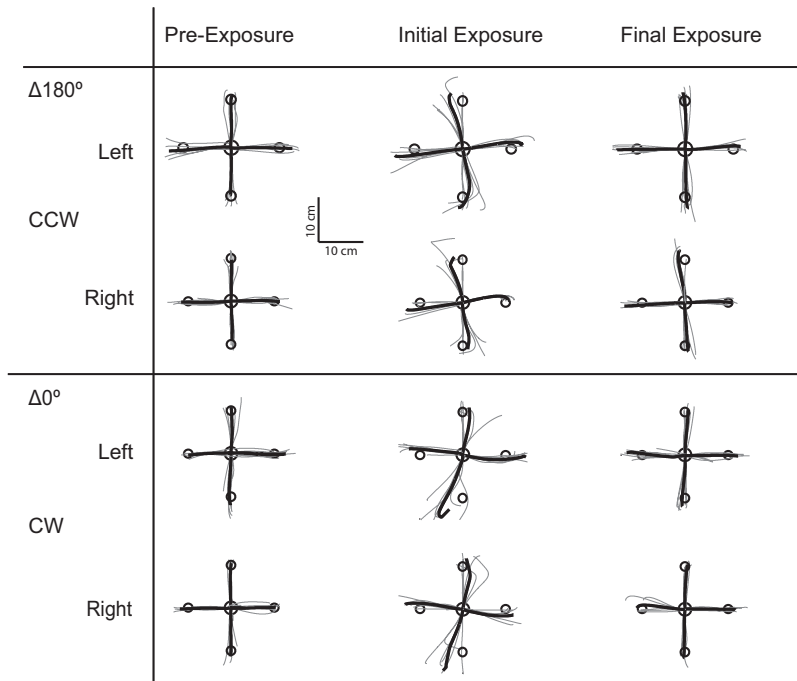 Pre-Exposure Initial Exposure Final Exposure
Δ180º
Left
CCW
10 cm
10 cm
Right
Δ0º
Left
CW
Right